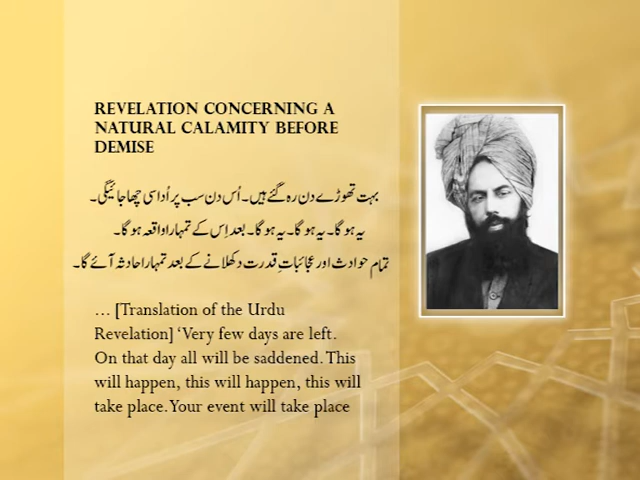 REVELATION CONCERNING A
NATURAL CALAMITY BEFORE
DEMISE
بہت تھوڑے دن رہ گئے ہیں۔ اُس دن سب پر اُداسی چھا جائیگی۔
یہ ہو گا۔ یہ ہو گا۔ یہ ہو گا۔ بعد اِس کے تمہارا واقعہ ہو گا۔
تمام حوادث اور عجائباتِ قدرت دکھلانے کے بعد تمہارا حادثہ آئے گا۔
... [Translation of the Urdu
Revelation] ‘Very few days are left.
On that day all will be saddened. This
will happen, this will happen, this will
take place. Your event will take place